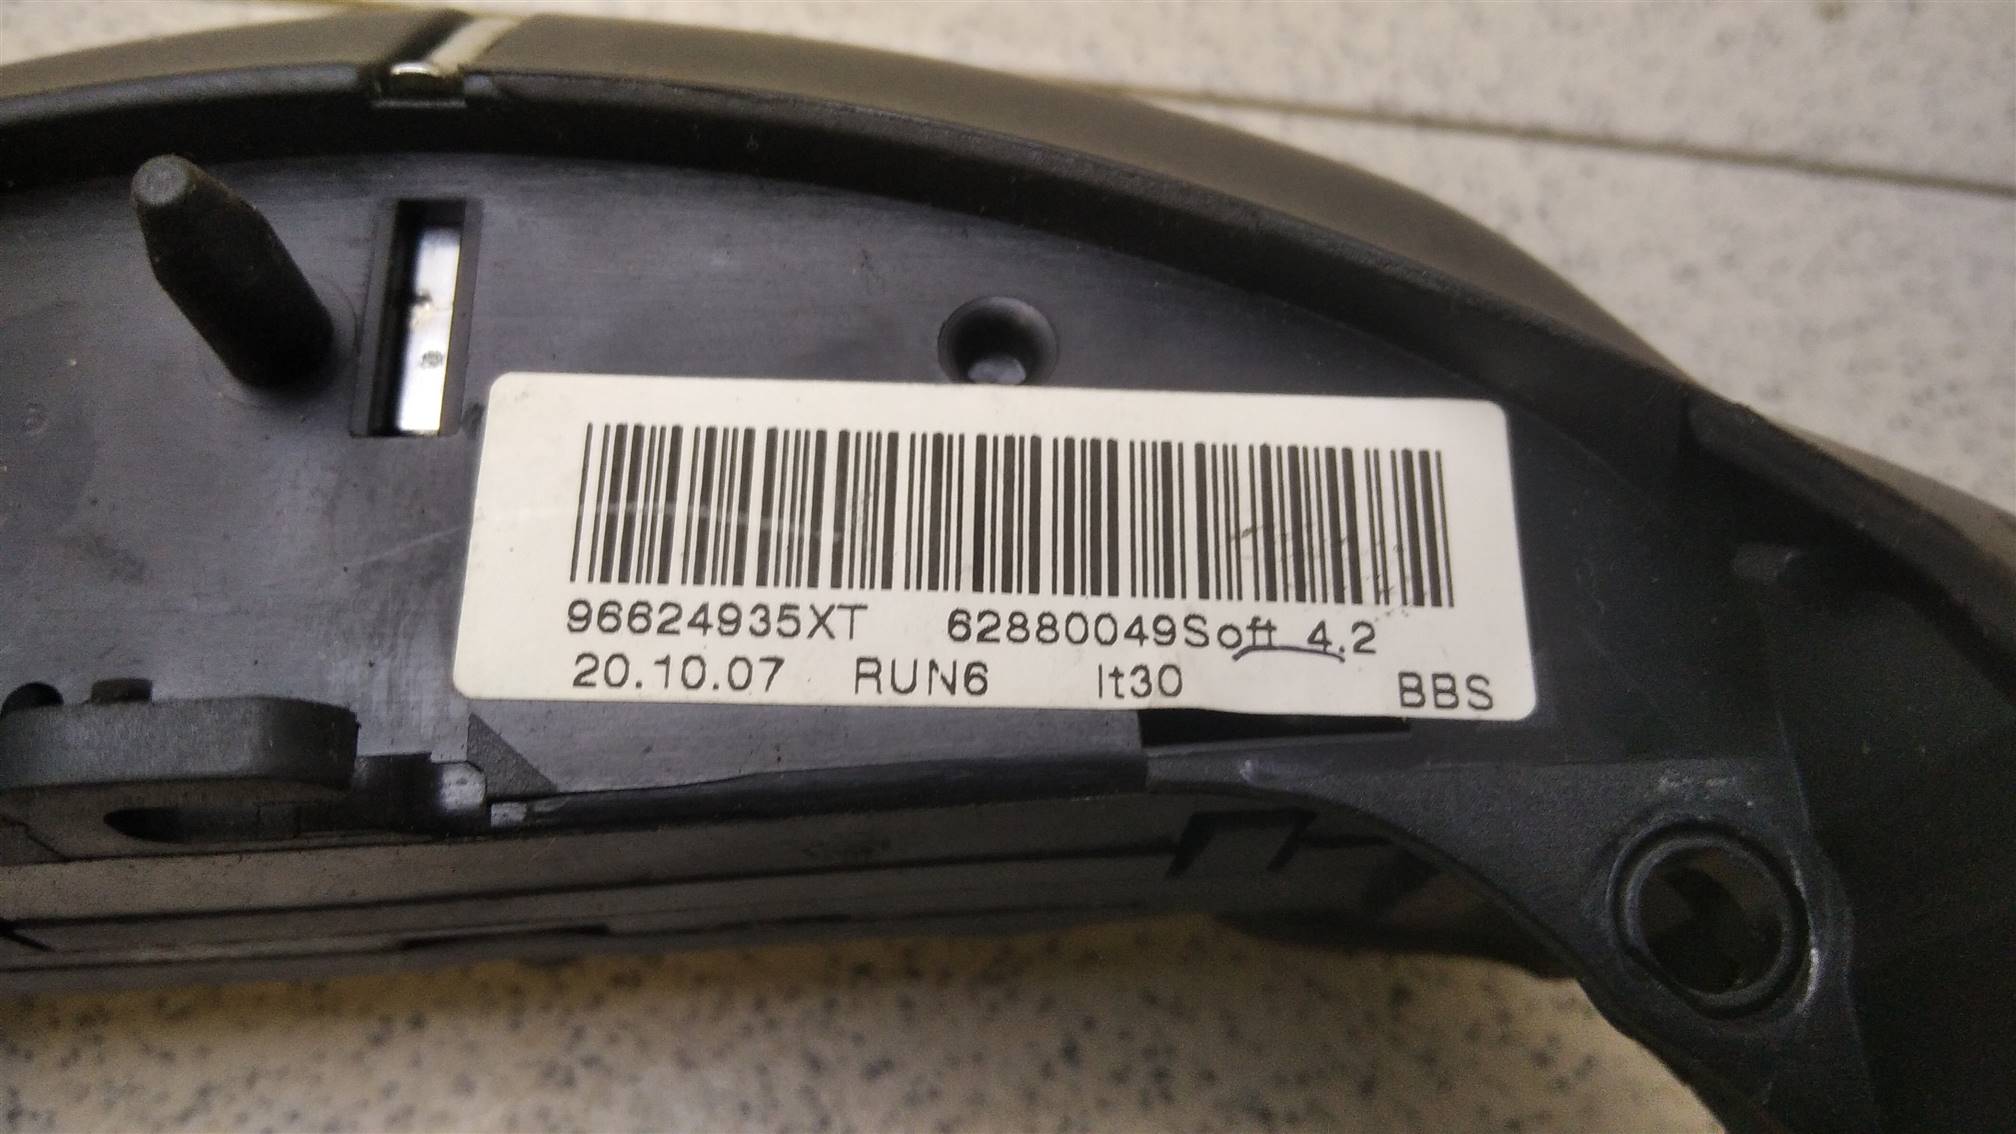 96624935XT 62880049Soft 4.2
20.10.07 RUN6 lt30 BBS